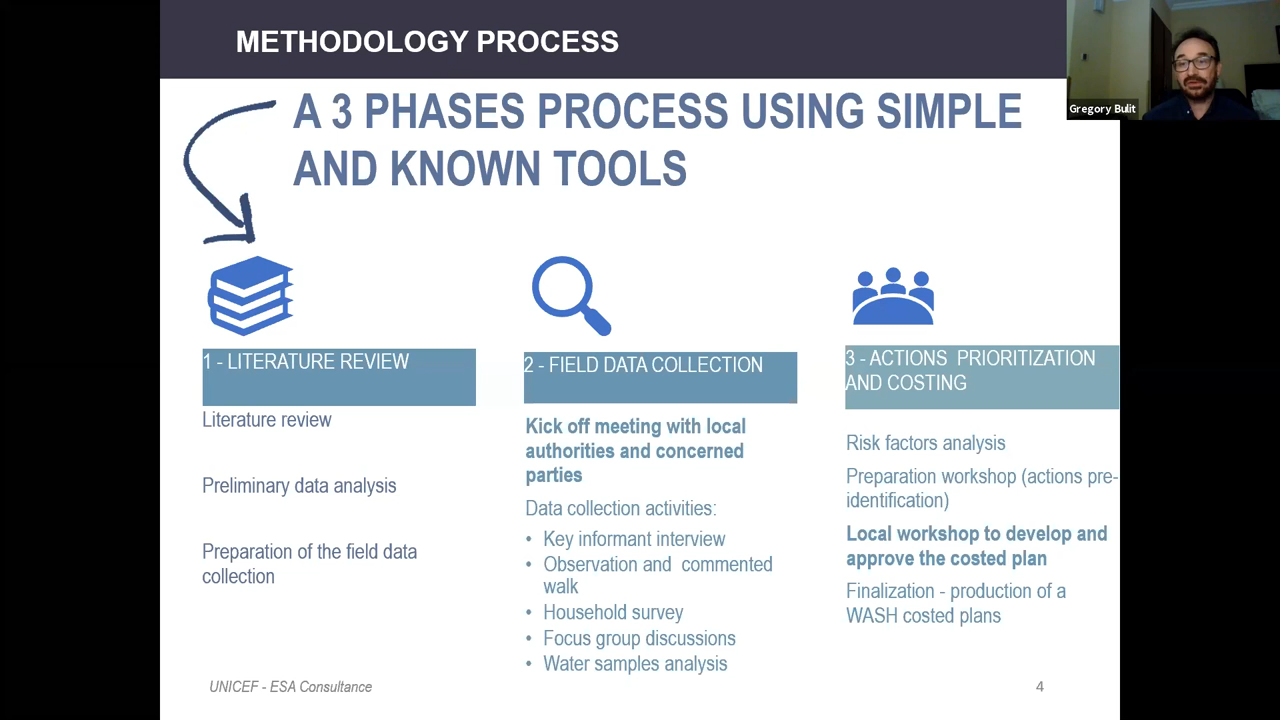 METHODOLOGY PROCESS
Gregory Bulit
A 3 PHASES PROCESS USING SIMPLE
AND KNOWN TOOLS
1 - LITERATURE REVIEW
Literature review
Preliminary data analysis
Preparation of the field data
collection
2 - FIELD DATA COLLECTION
Kick off meeting with local
authorities and concerned
parties
Data collection activities:
• Key informant interview
• Observation and commented
walk
• Household survey
• Focus group discussions
• Water samples analysis
3 - ACTIONS PRIORITIZATION
AND COSTING
Risk factors analysis
Preparation workshop (actions pre-
identification)
Local workshop to develop and
approve the costed plan
Finalization - production of a
WASH costed plans
UNICEF - ESA Consultance
4